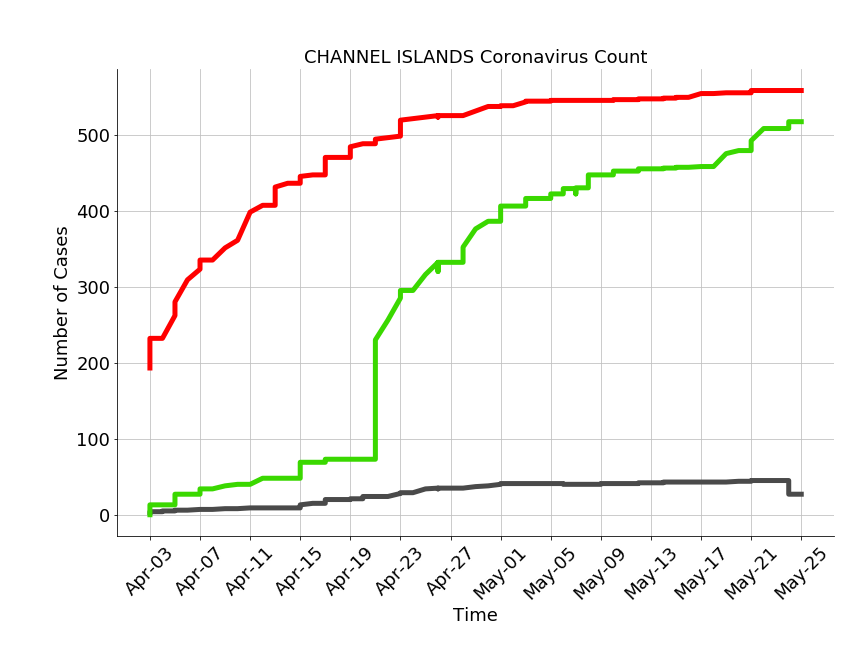 CHANNEL ISLANDS Coronavirus Count
Number of Cases
500
400
300
200
100
0
Apr-03
Apr-07
Apr-11
Apr-15
Apr-19
Apr-23
Apr-27
May-01
May-05
May-09
May-13
May-17
May-21
May-25
Time